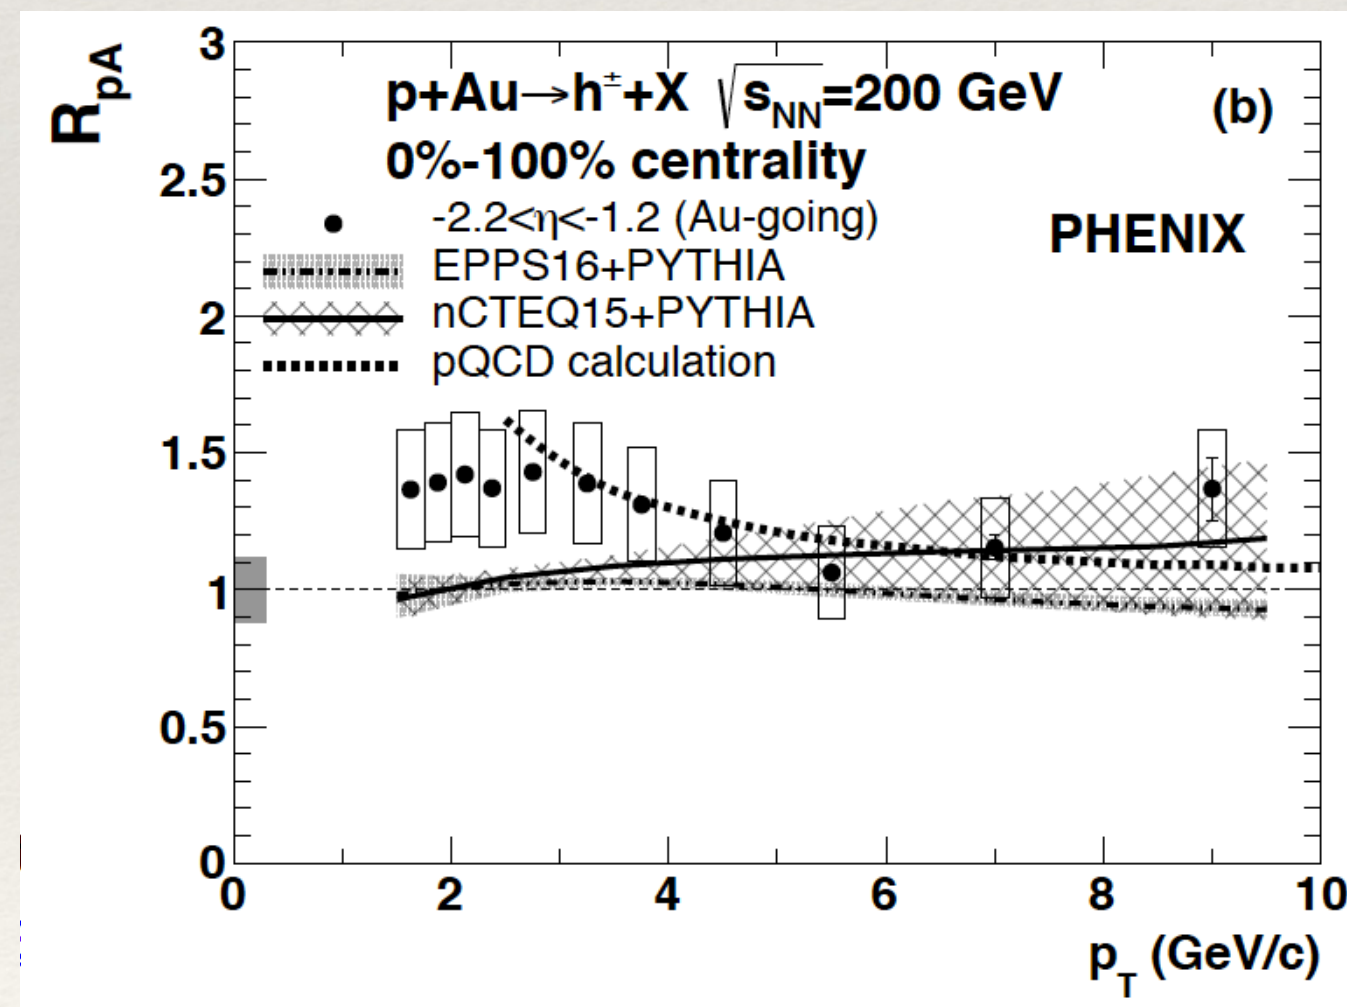 R_pA
3
2.5
2
1.5
1
0.5
0
p+Au→h±+X √s_NN=200 GeV
(b)
0%-100% centrality
-2.2<η<-1.2 (Au-going)
PHENIX
EPPS16+PYTHIA
nCTEQ15+PYTHIA
pQCD calculation
0 2 4 6 8 10
p_T (GeV/c)